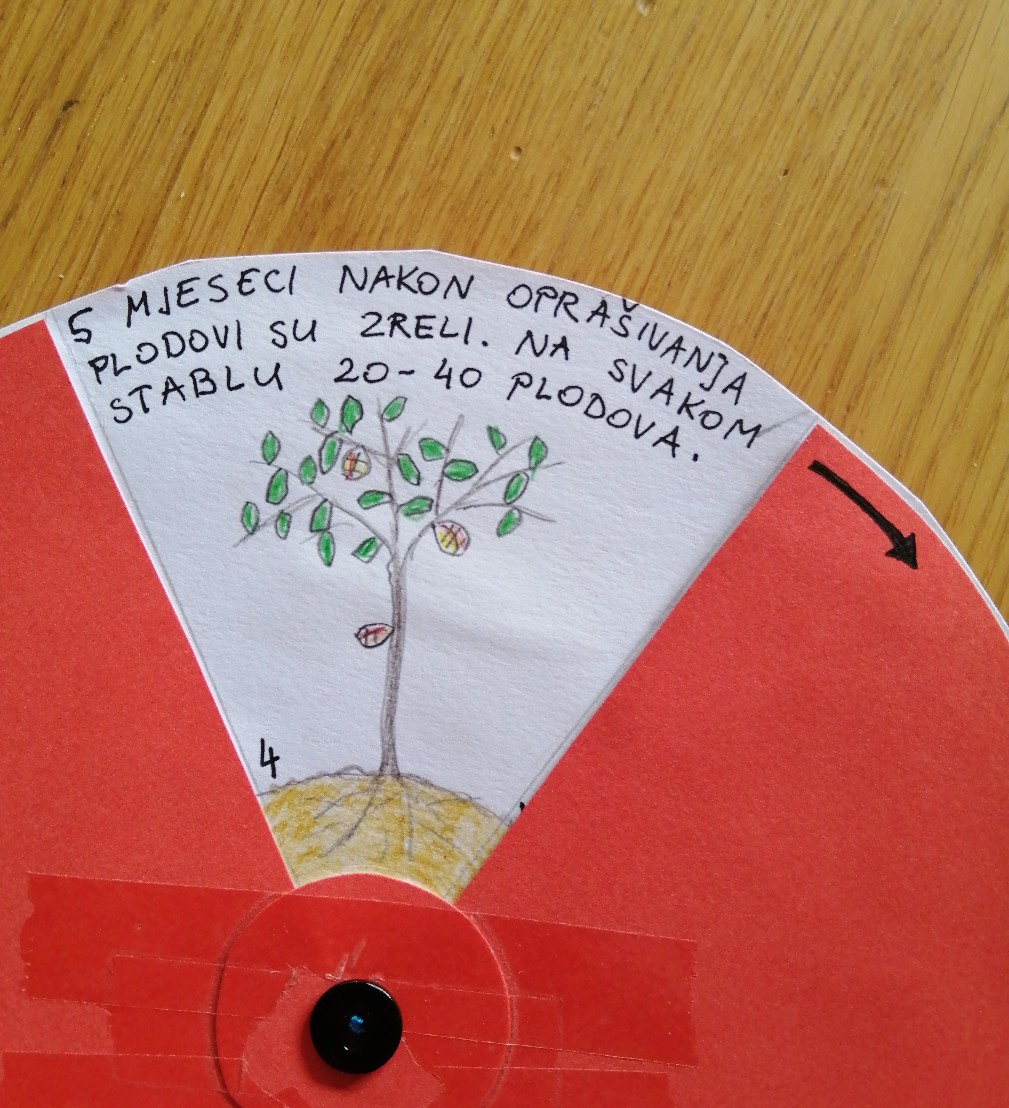 5 MJESECI NAKON OPRAŠIVANJA
PLODOVI SU ZRELI. NA SVAKOM
STABLU 20-40 PLODOVA.
4